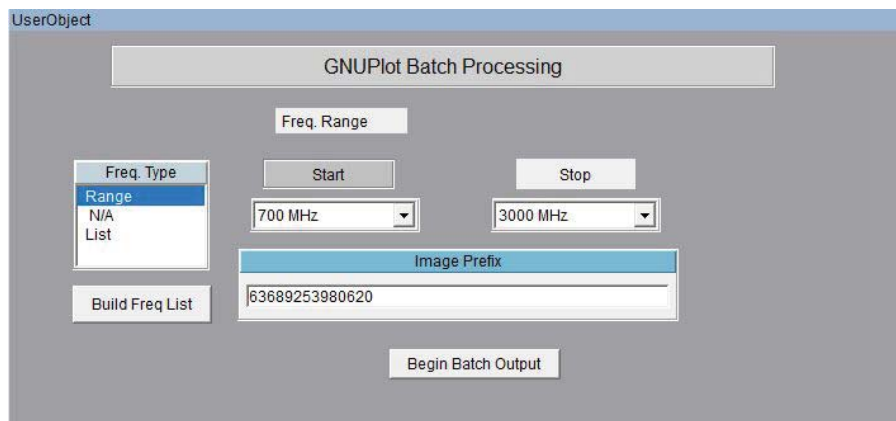 UserObject
GNUPlot Batch Processing
Freq. Range
Freq. Type
Range
N/A
List
Start
Stop
700 MHz
3000 MHz
Image Prefix
63689253980620
Build Freq List
Begin Batch Output